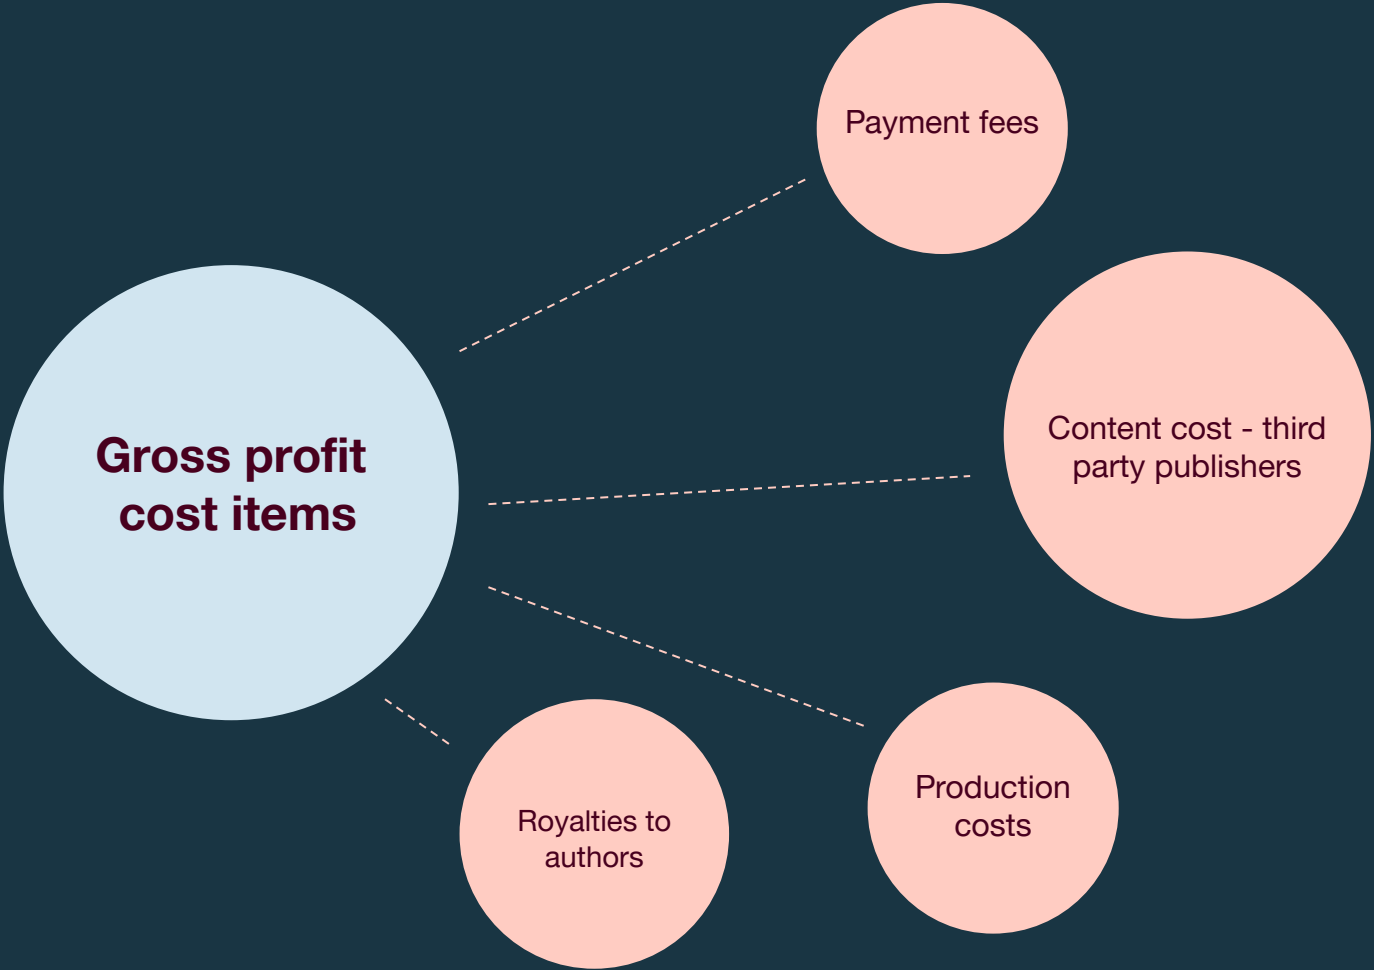 Payment fees
Content cost - third
party publishers
Gross profit
cost items
Production
costs
Royalties to
authors